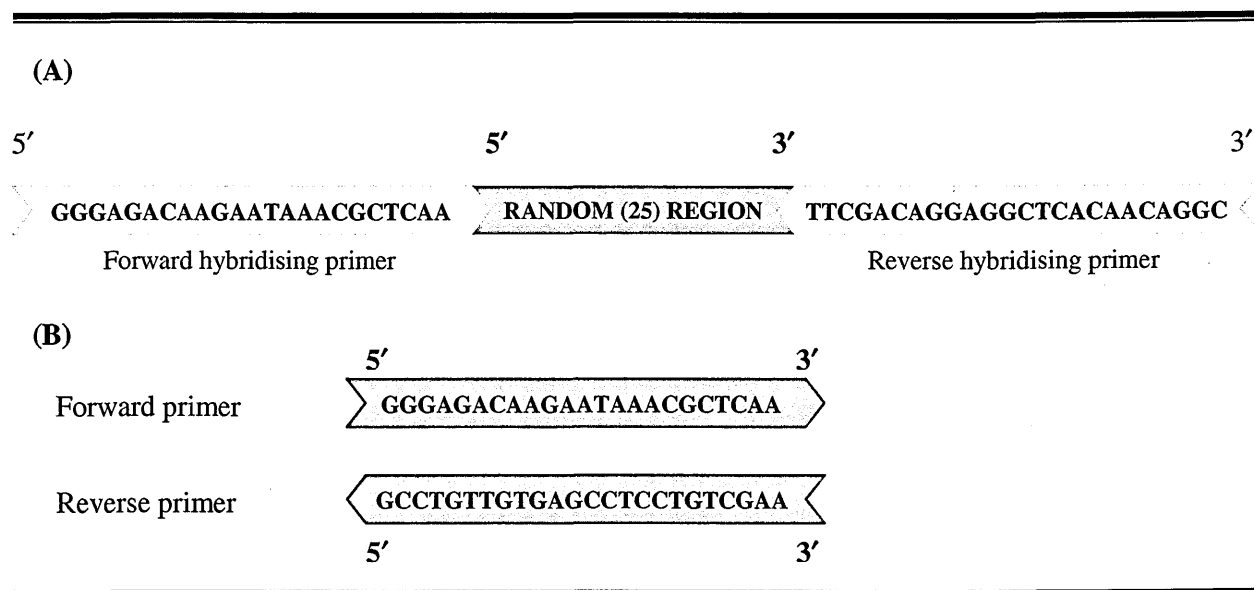 (A)
5′ 5′ 3′ 3′
GGGAGACAAGAATAAACGCTCAA RANDOM (25) REGION TTCGACAGGAGGCTCACAACAGGC
Forward hybridising primer Reverse hybridising primer
(B)
5′ 3′
Forward primer GGGAGACAAGAATAAACGCTCAA
Reverse primer GCCTGTTGTGAGCCTCCTGTCGAA
5′ 3′